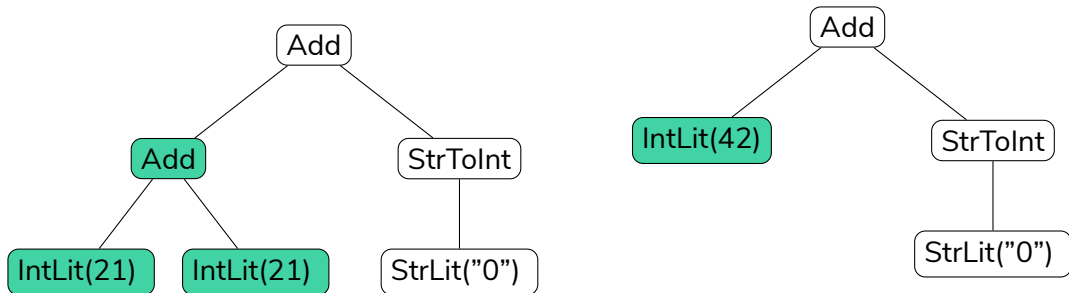 Add
Add
StrToInt
IntLit(21)
IntLit(21)
StrLit(”0”)
Add
IntLit(42)
StrToInt
StrLit(”0”)